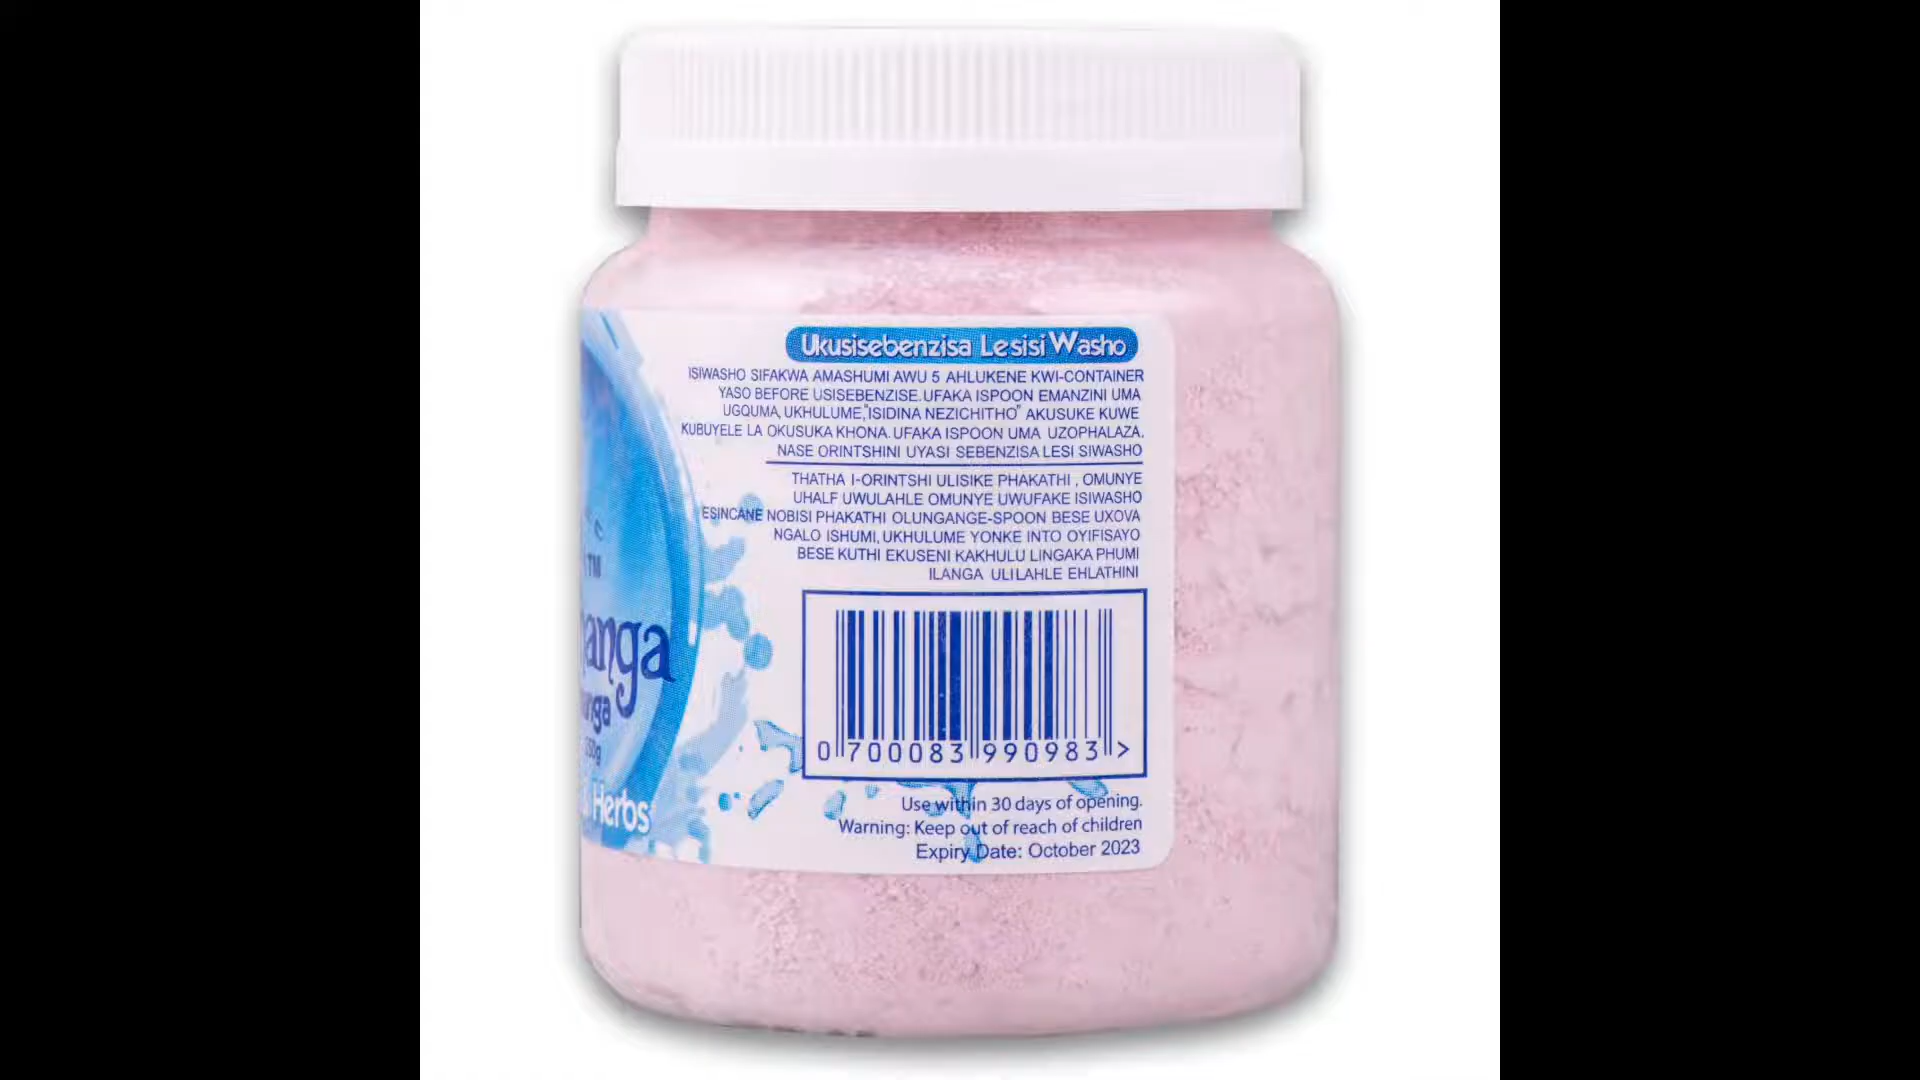 Ukusisebenzisa Lesisi Washo
ISIWASHO SIFAKWA AMASHUMI AWU 5 AHLUKENE KWI-CONTAINER
YASO BEFORE USISEBENZISE. UFAKA ISPOON EMANZINI UMA
UGQUMA, UKHULUME,"ISIDINA NEZICHITHO" AKUSUKE KUWE
KUBUYELE LA OKUSUKA KHONA. UFAKA ISPOON UMA UZOPHALAZA.
NASE ORINTSHINI UYASI SEBENZISA LESI SIWASHO
THATHA I-ORINTSHI ULISIKE PHAKATHI , OMUNYE
UHALF UWULAHLE OMUNYE UWUFAKE ISIWASHO
ESINCANE NOBISI PHAKATHI OLUNGANGE-SPOON BESE UXOVA
NGALO ISHUMI, UKHULUME YONKE INTO OYIFISAYO
BESE KUTHI EKUSENI KAKHULU LINGAKA PHUMI
ILANGA ULILAHLE EHLATHINI
0 700083 990983 >
Use within 30 days of opening.
Warning: Keep out of reach of children
Expiry Date: October 2023
TM
anga
Herbs